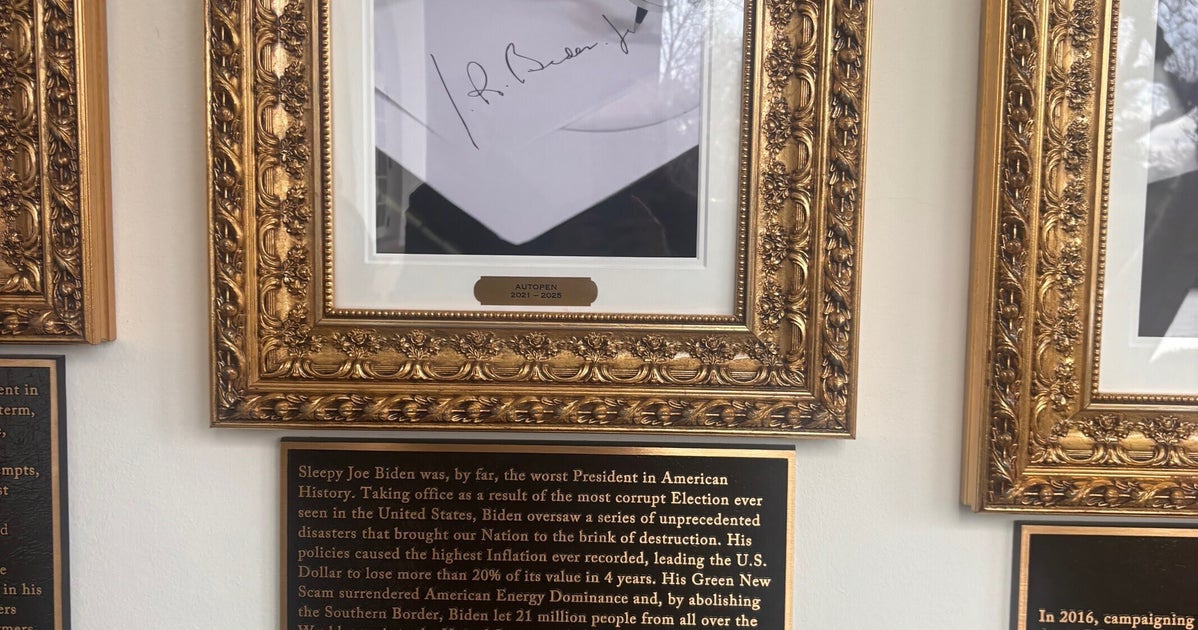 J. R. Biden. Jr
AUTOPEN
2021 – 2025
ent in
term,
mpts,
st
d
e
in his
ers
Sleepy Joe Biden was, by far, the worst President in American
History. Taking office as a result of the most corrupt Election ever
seen in the United States, Biden oversaw a series of unprecedented
disasters that brought our Nation to the brink of destruction. His
policies caused the highest Inflation ever recorded, leading the U.S.
Dollar to lose more than 20% of its value in 4 years. His Green New
Scam surrendered American Energy Dominance and, by abolishing
the Southern Border, Biden let 21 million people from all over the
In 2016, campaigning